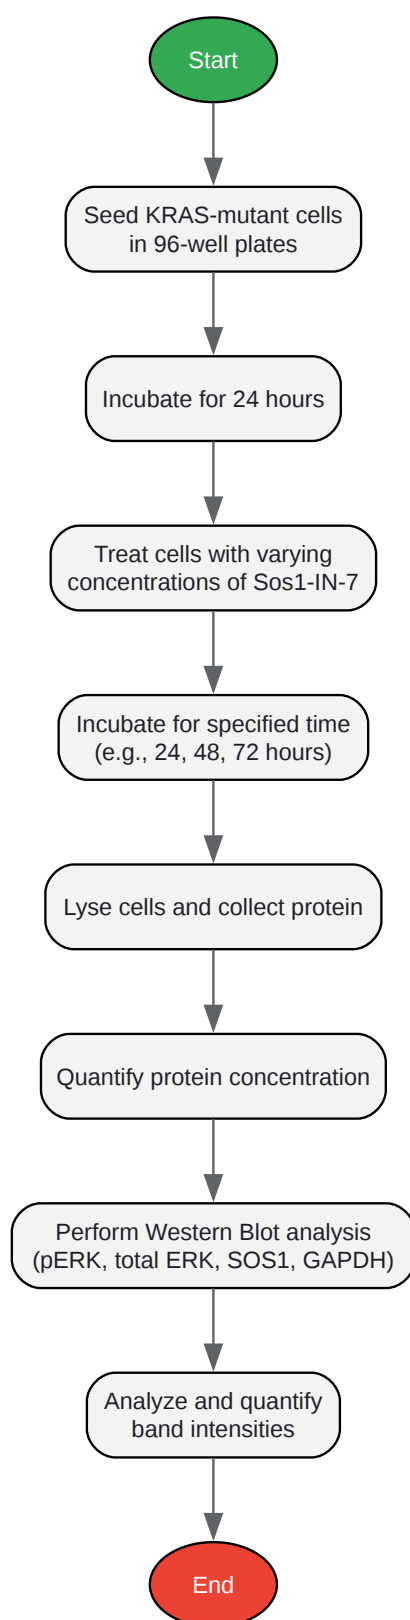 Start
Seed KRAS-mutant cells
in 96-well plates
Incubate for 24 hours
Treat cells with varying
concentrations of Sos1-IN-7
Incubate for specified time
(e.g., 24, 48, 72 hours)
Lyse cells and collect protein
Quantify protein concentration
Perform Western Blot analysis
(pERK, total ERK, SOS1, GAPDH)
Analyze and quantify
band intensities
End